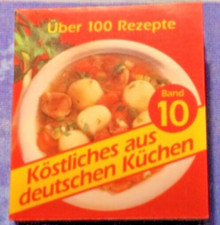 Über 100 Rezepte
Band
10
Köstliches aus
deutschen Küchen